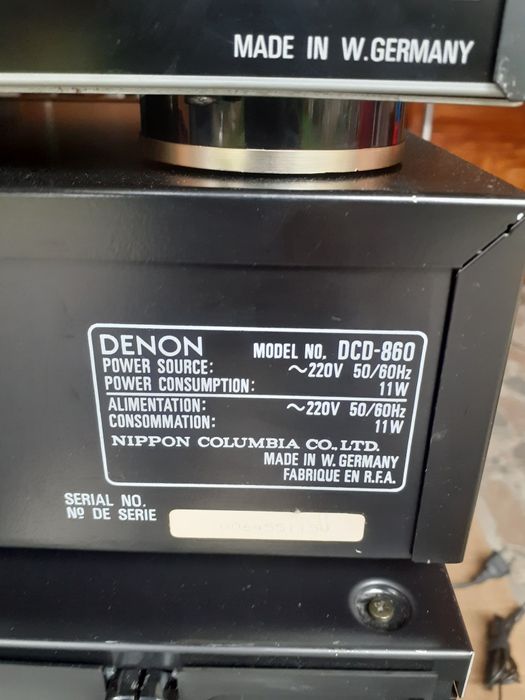 MADE IN W.GERMANY
DENON MODEL NO. DCD-860
POWER SOURCE: ~220V 50/60Hz
POWER CONSUMPTION: 11W
ALIMENTATION: ~220V 50/60Hz
CONSOMMATION: 11W
NIPPON COLUMBIA CO., LTD.
MADE IN W. GERMANY
FABRIQUE EN R.F.A.
SERIAL NO.
Nº DE SERIE